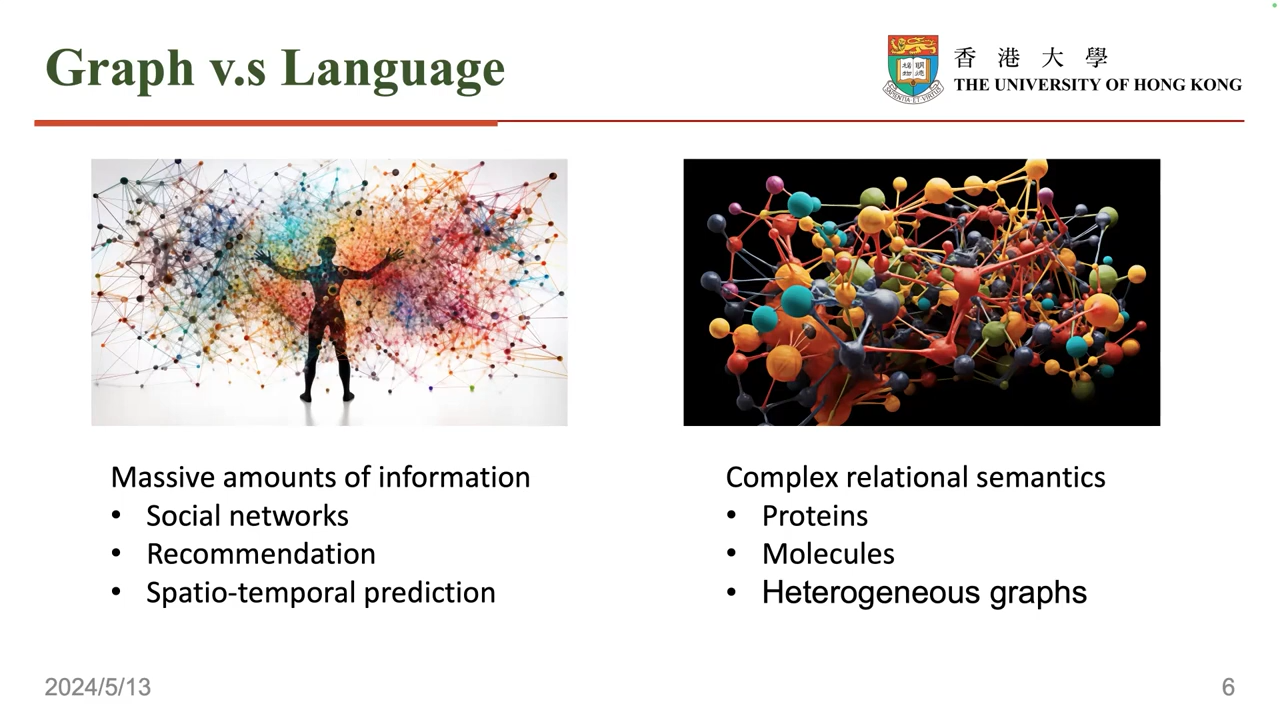 Graph v.s Language
香港大學
THE UNIVERSITY OF HONG KONG
Massive amounts of information
• Social networks
• Recommendation
• Spatio-temporal prediction
Complex relational semantics
• Proteins
• Molecules
• Heterogeneous graphs
2024/5/13
6